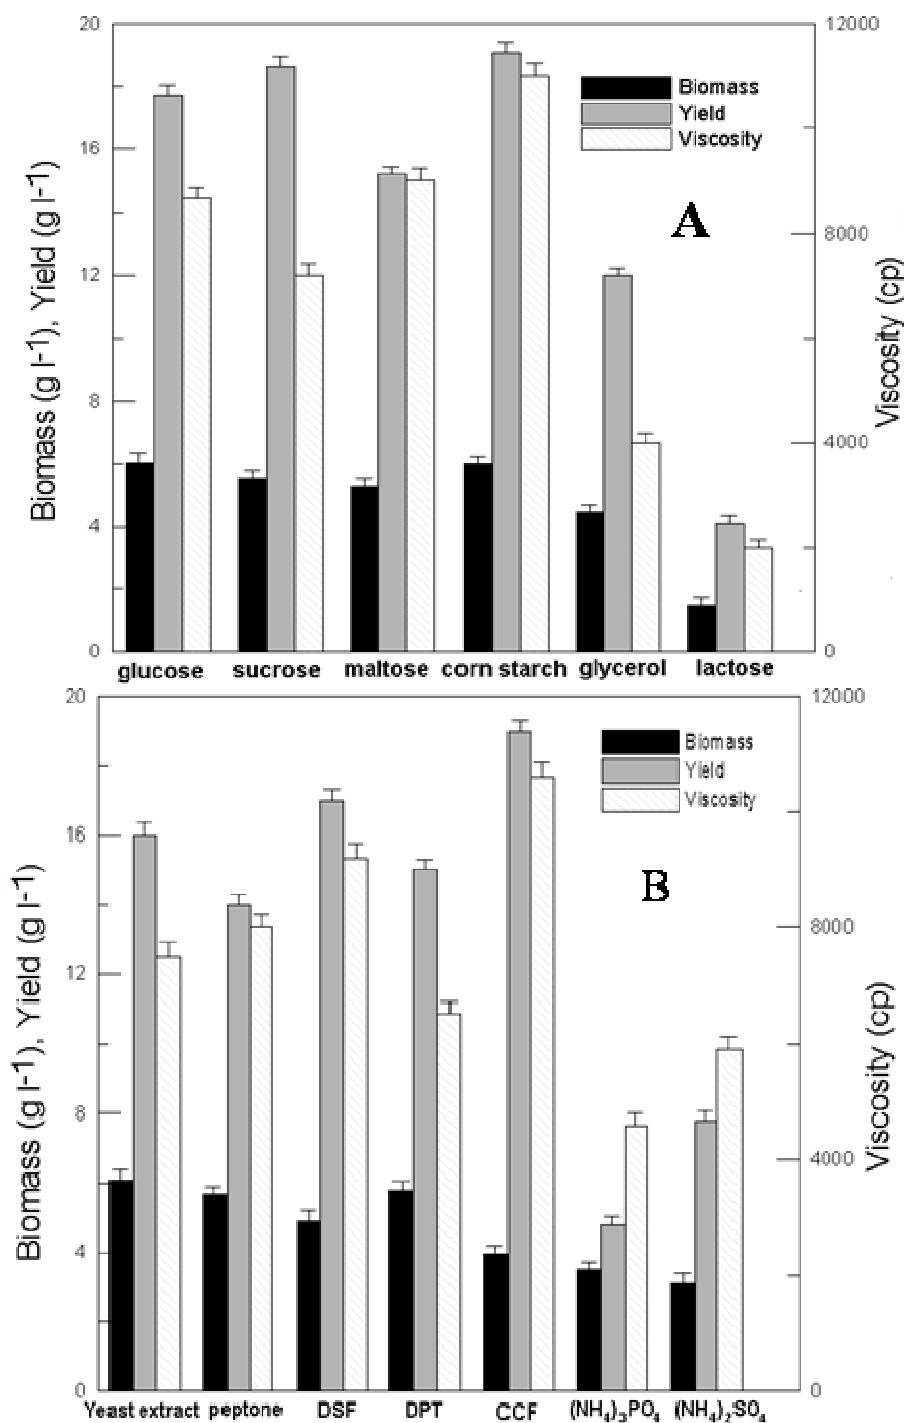 20
16
12
8
4
0
Biomass (g l-1), Yield (g l-1)
12000
8000
4000
0
Viscosity (cp)
Biomass
Yield
Viscosity
A
glucose sucrose maltose corn starch glycerol lactose
20
16
12
8
4
0
Biomass (g l-1), Yield (g l-1)
12000
8000
4000
0
Viscosity (cp)
Biomass
Yield
Viscosity
B
Yeast extract peptone DSF DPT CCF (NH₄)₃PO₄ (NH₄)₂SO₄